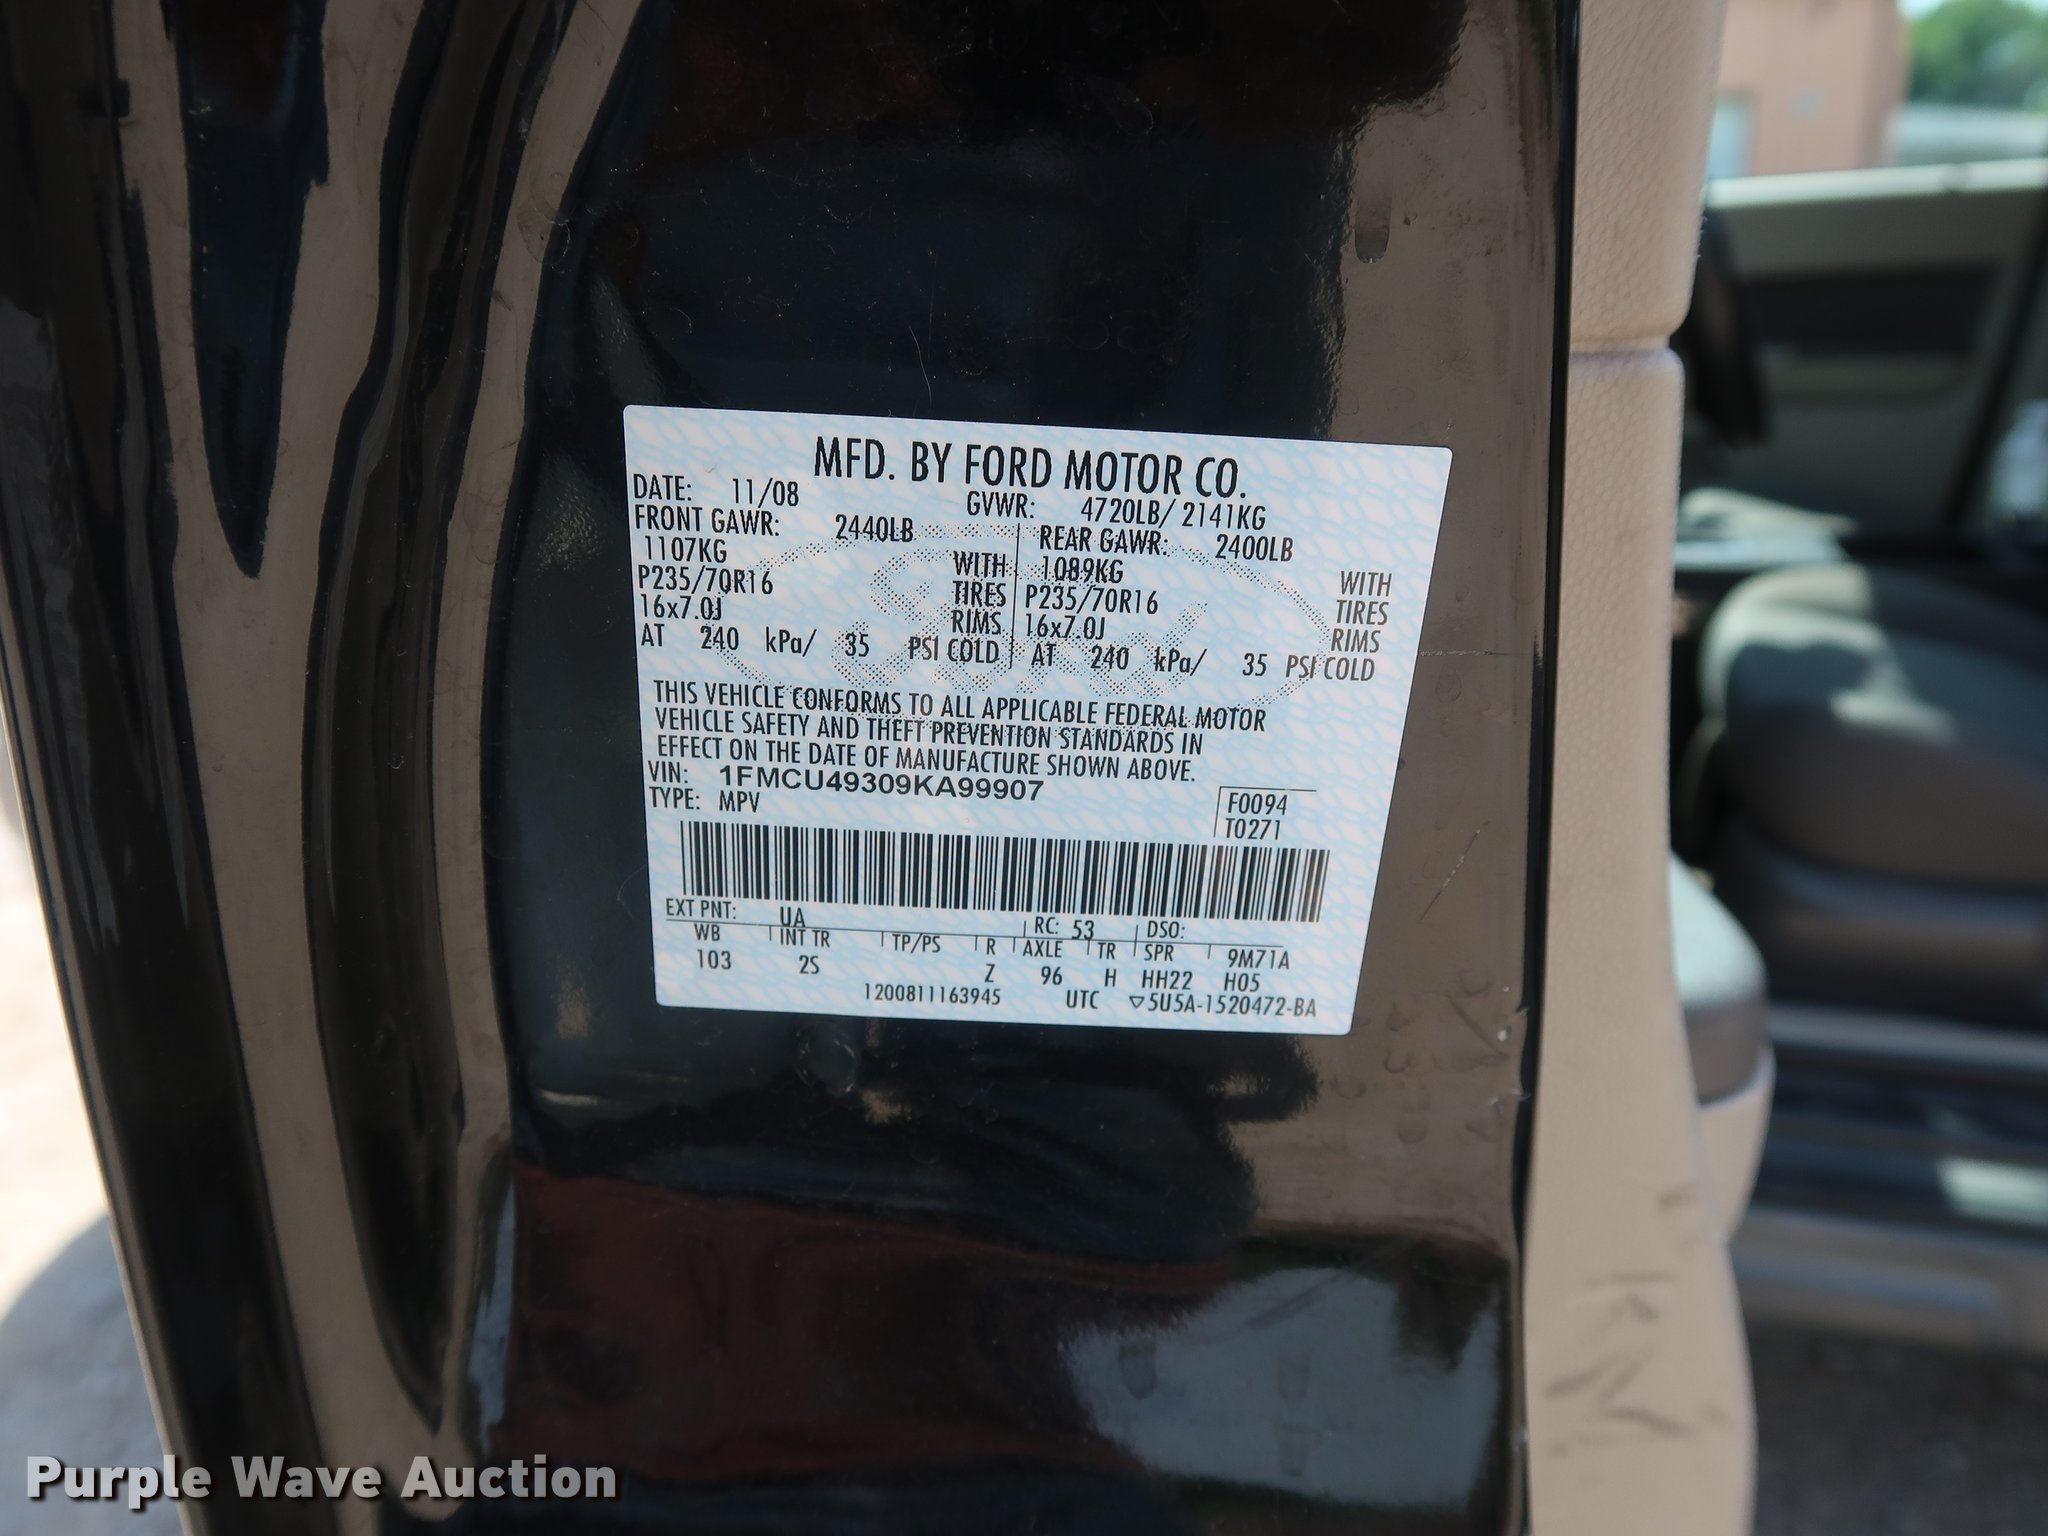 MFD. BY FORD MOTOR CO.
DATE: 11/08 GVWR: 4720LB/ 2141KG
FRONT GAWR: 2440LB REAR GAWR: 2400LB
1107KG WITH 1089KG WITH
P235/70R16 TIRES P235/70R16 TIRES
16x7.0J RIMS 16x7.0J RIMS
AT 240 kPa/ 35 PSI COLD AT 240 kPa/ 35 PSI COLD
THIS VEHICLE CONFORMS TO ALL APPLICABLE FEDERAL MOTOR
VEHICLE SAFETY AND THEFT PREVENTION STANDARDS IN
EFFECT ON THE DATE OF MANUFACTURE SHOWN ABOVE.
VIN: 1FMCU49309KA99907
TYPE: MPV F0094
T0271
EXT PNT: UA RC: 53 DSO:
WB INT TR TP/PS R AXLE TR SPR 9M71A
103 2S Z 96 H HH22 H05
1200811163945 UTC ▽5U5A-1520472-BA
Purple Wave Auction